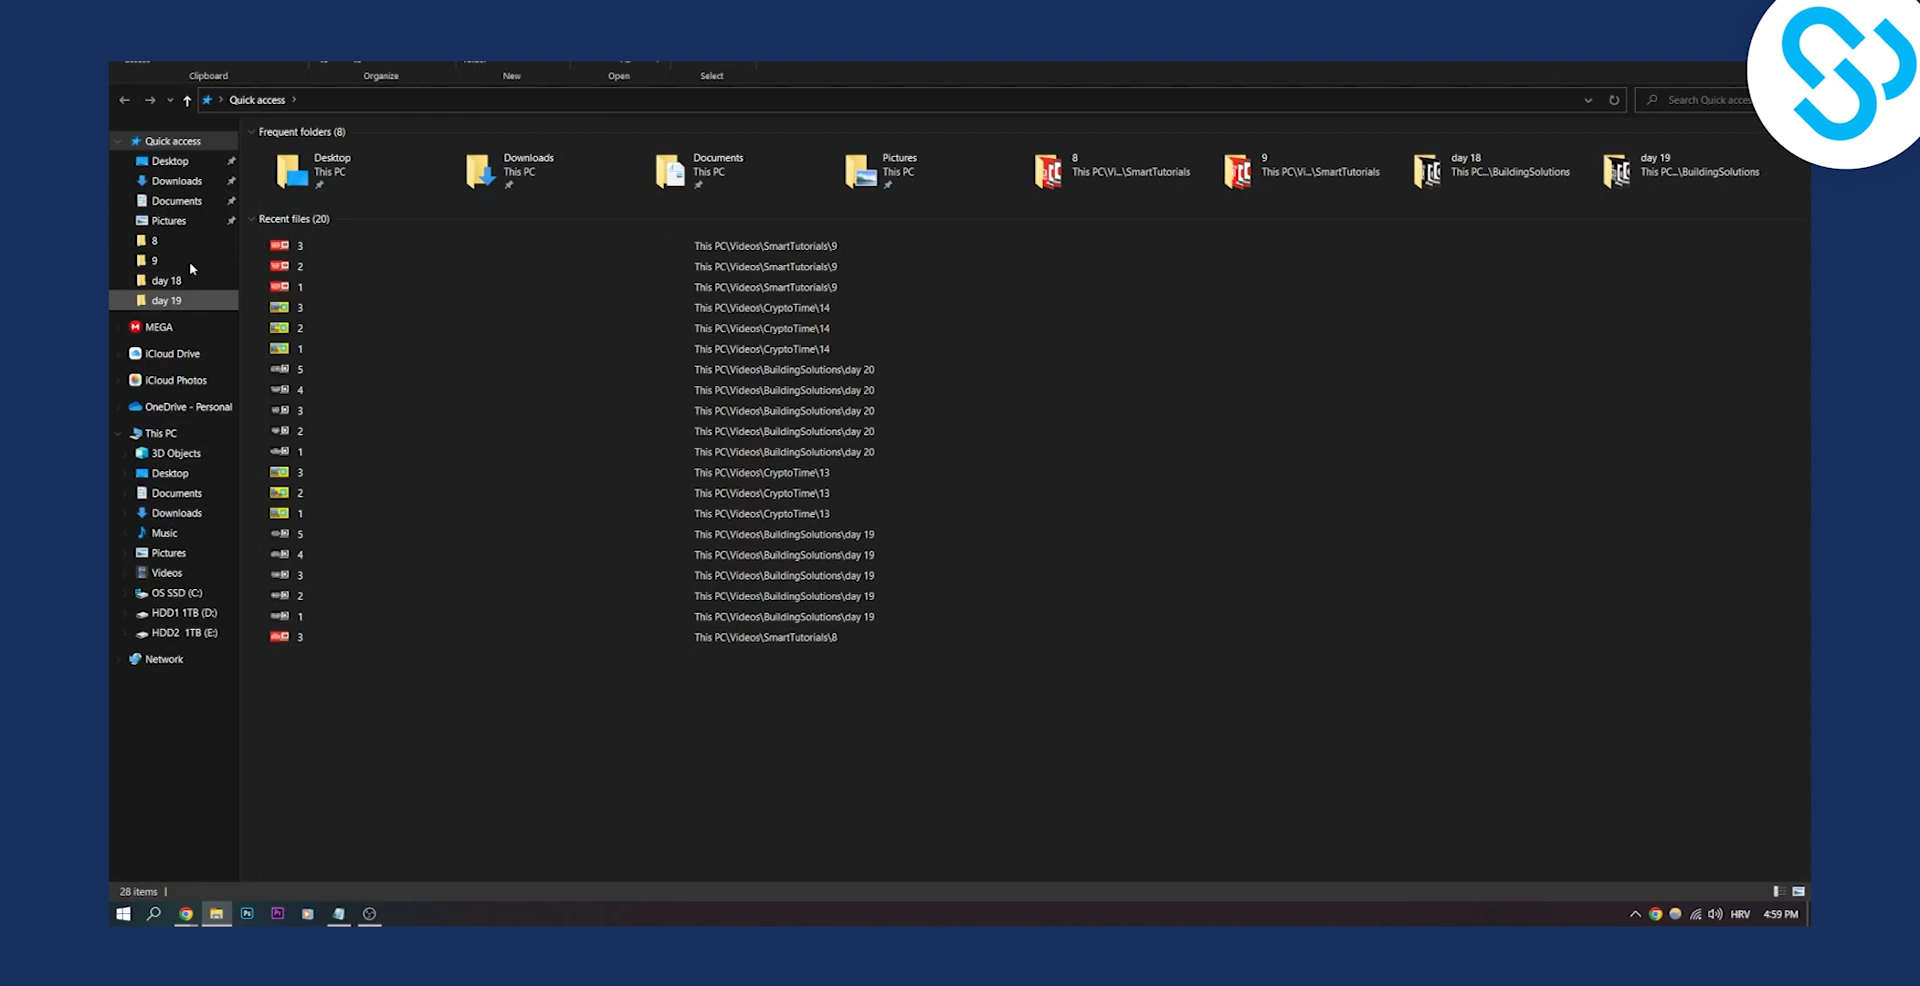 Clipboard Organize New Open Select
Quick access Search Quick access
Quick access
Desktop
Downloads
Documents
Pictures
8
9
day 18
day 19
MEGA
iCloud Drive
iCloud Photos
OneDrive - Personal
This PC
3D Objects
Desktop
Documents
Downloads
Music
Pictures
Videos
OS SSD (C:)
HDD1 1TB (D:)
HDD2 1TB (E:)
Network
Frequent folders (8)
Desktop
This PC
Downloads
This PC
Documents
This PC
Pictures
This PC
8
This PC\Vi...\SmartTutorials
9
This PC\Vi...\SmartTutorials
day 18
This PC...\BuildingSolutions
day 19
This PC...\BuildingSolutions
Recent files (20)
3 This PC\Videos\SmartTutorials\9
2 This PC\Videos\SmartTutorials\9
1 This PC\Videos\SmartTutorials\9
3 This PC\Videos\CryptoTime\14
2 This PC\Videos\CryptoTime\14
1 This PC\Videos\CryptoTime\14
5 This PC\Videos\BuildingSolutions\day 20
4 This PC\Videos\BuildingSolutions\day 20
3 This PC\Videos\BuildingSolutions\day 20
2 This PC\Videos\BuildingSolutions\day 20
1 This PC\Videos\BuildingSolutions\day 20
3 This PC\Videos\CryptoTime\13
2 This PC\Videos\CryptoTime\13
1 This PC\Videos\CryptoTime\13
5 This PC\Videos\BuildingSolutions\day 19
4 This PC\Videos\BuildingSolutions\day 19
3 This PC\Videos\BuildingSolutions\day 19
2 This PC\Videos\BuildingSolutions\day 19
1 This PC\Videos\BuildingSolutions\day 19
3 This PC\Videos\SmartTutorials\8
28 items
Ps Pr HRV 4:59 PM